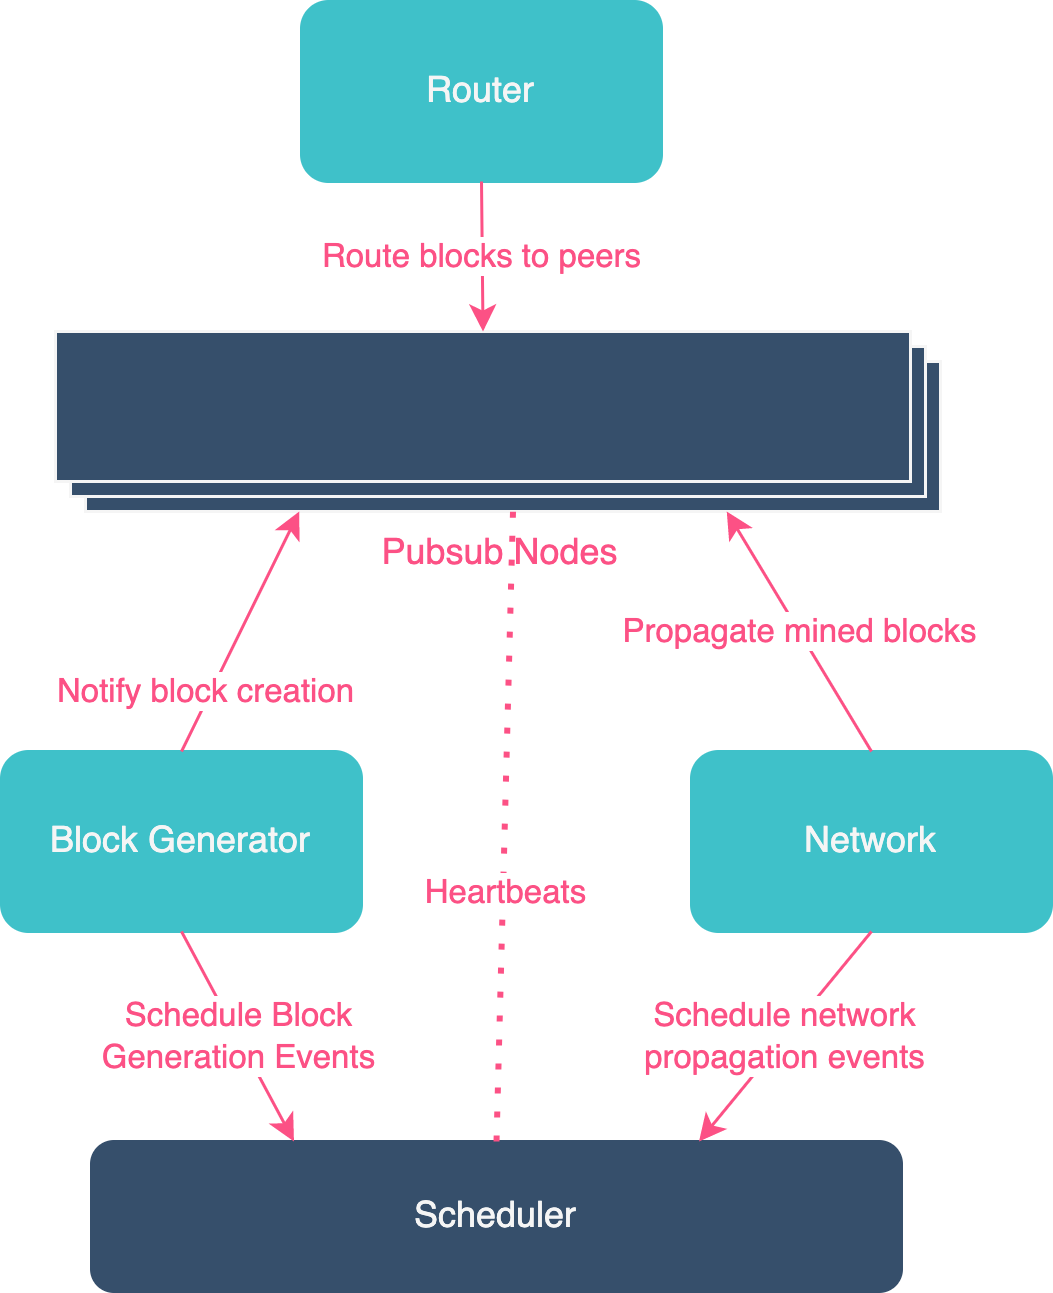 Router
Route blocks to peers
Pubsub Nodes
Propagate mined blocks
Notify block creation
Block Generator
Network
Heartbeats
Schedule Block
Generation Events
Schedule network
propagation events
Scheduler